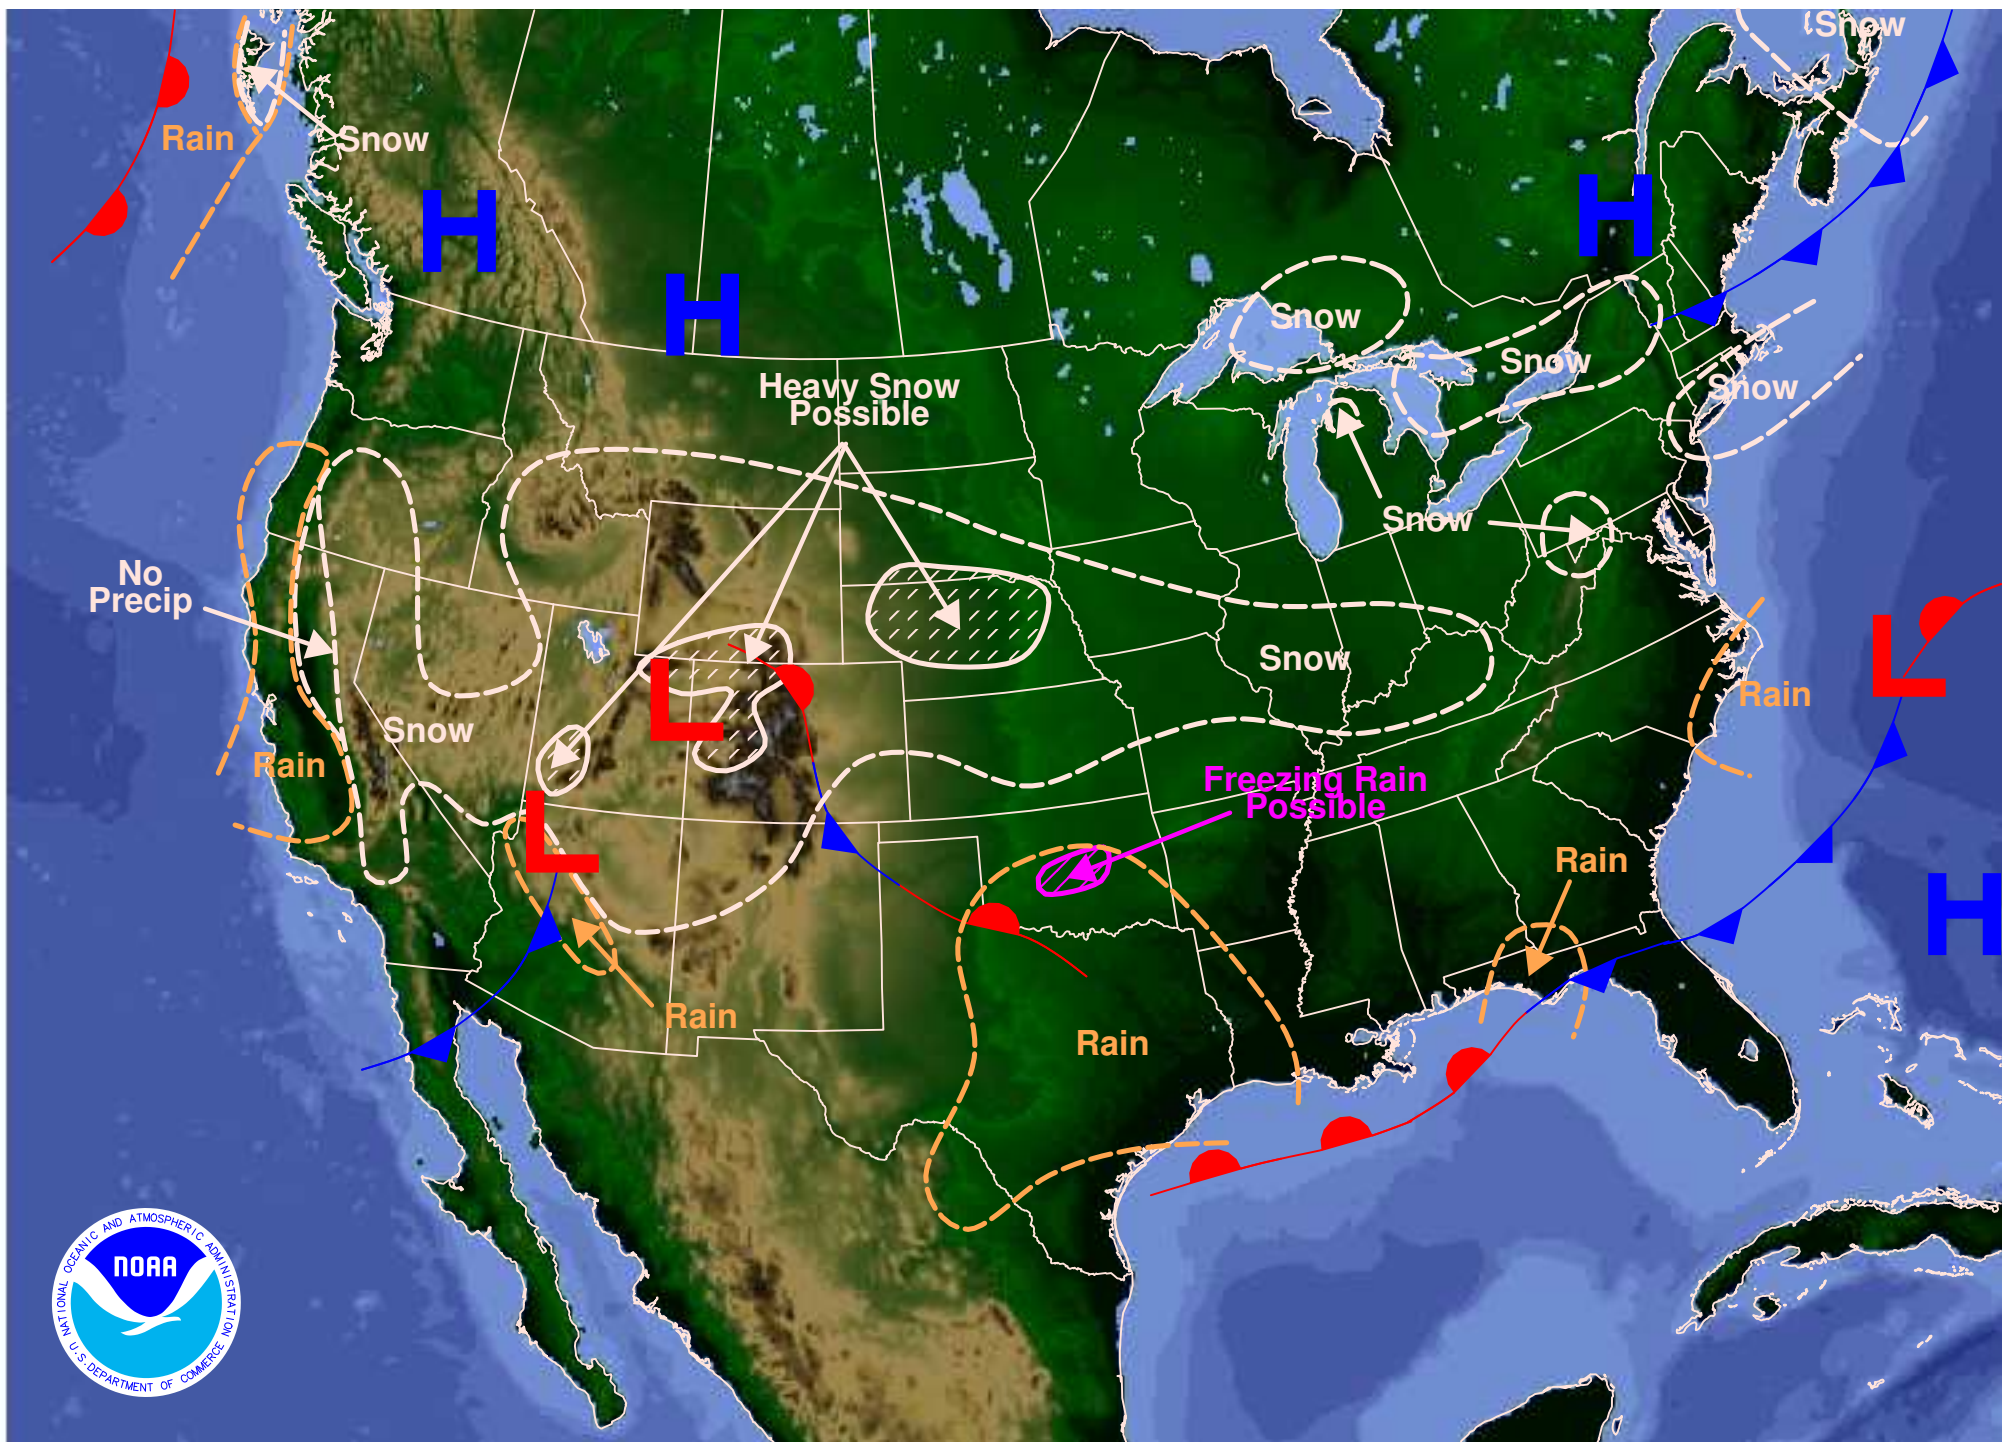 Snow
Rain
Snow
H
H
H
Snow
Snow
Heavy Snow
Possible
Snow
Snow
No
Precip
L
Snow
Rain
L
Snow
Rain
Freezing Rain
Possible
L
Rain
H
Rain
Rain
NATIONAL OCEANIC AND ATMOSPHERIC ADMINISTRATION
NOAA
U.S. DEPARTMENT OF COMMERCE